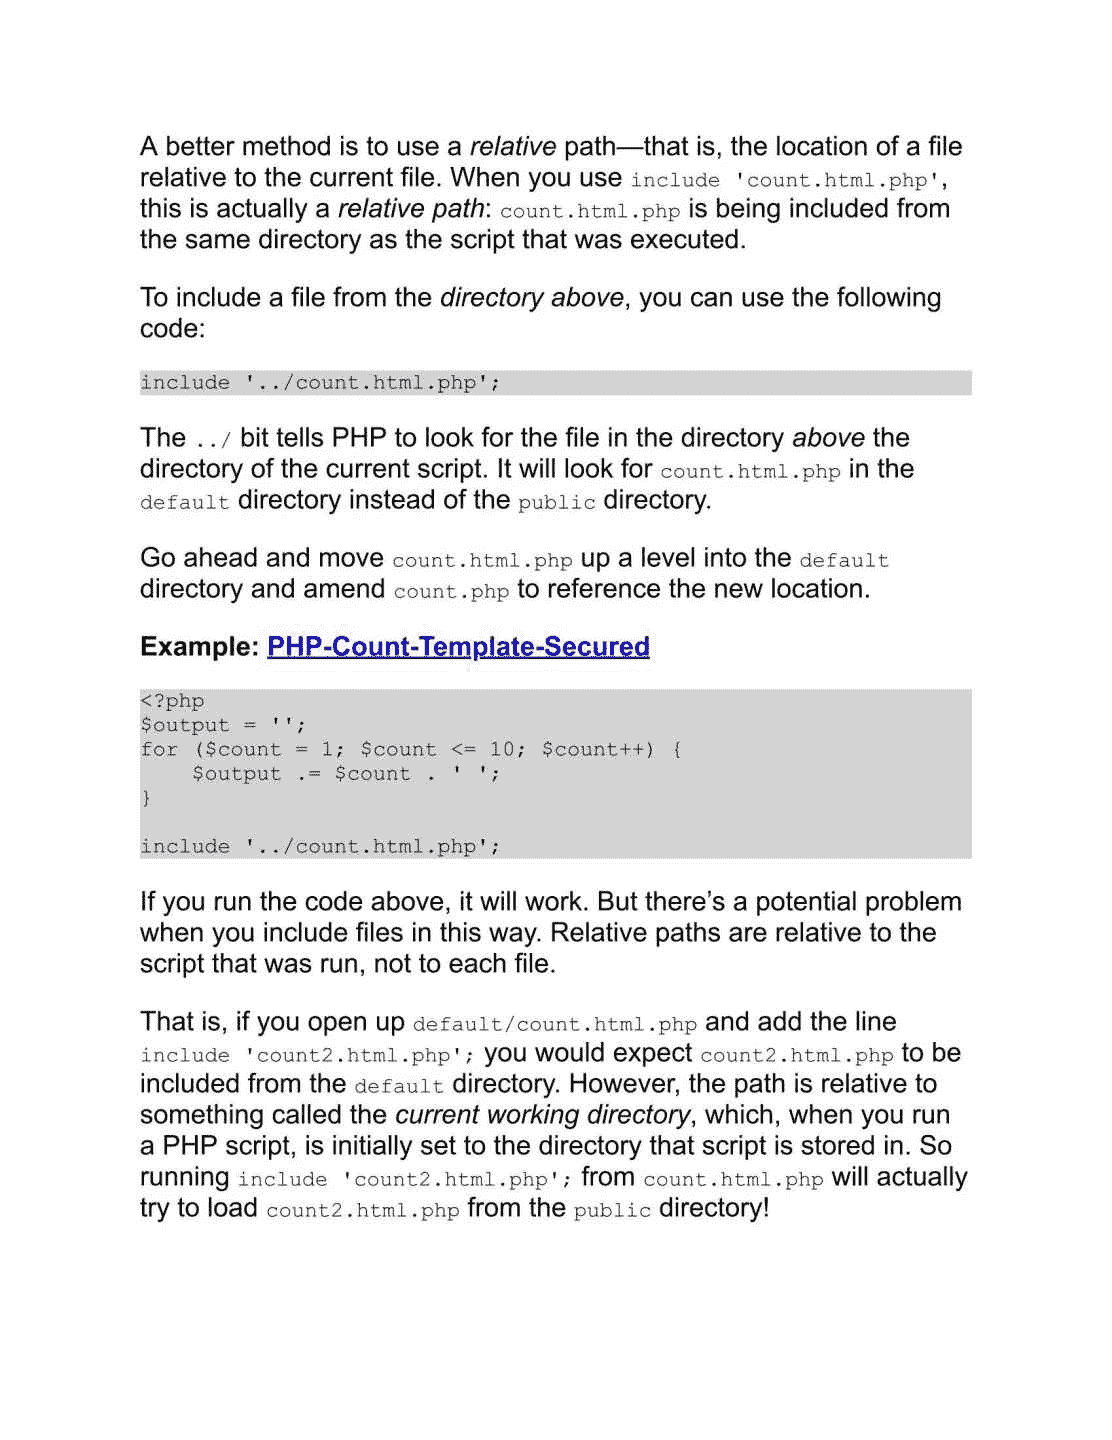 A better method is to use a relative path—that is, the location of a file
relative to the current file. When you use include 'count.html.php',
this is actually a relative path: count.html.php is being included from
the same directory as the script that was executed.
To include a file from the directory above, you can use the following
code:
include '../count.html.php';
The ../ bit tells PHP to look for the file in the directory above the
directory of the current script. It will look for count.html.php in the
default directory instead of the public directory.
Go ahead and move count.html.php up a level into the default
directory and amend count.php to reference the new location.
Example: PHP-Count-Template-Secured
<?php
$output = '';
for ($count = 1; $count <= 10; $count++) {
    $output .= $count . ' ';
}
include '../count.html.php';
If you run the code above, it will work. But there’s a potential problem
when you include files in this way. Relative paths are relative to the
script that was run, not to each file.
That is, if you open up default/count.html.php and add the line
include 'count2.html.php'; you would expect count2.html.php to be
included from the default directory. However, the path is relative to
something called the current working directory, which, when you run
a PHP script, is initially set to the directory that script is stored in. So
running include 'count2.html.php'; from count.html.php will actually
try to load count2.html.php from the public directory!